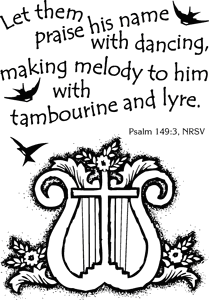 Let them
praise his name
with dancing,
making melody to him
with
tambourine and lyre.
Psalm 149:3, NRSV